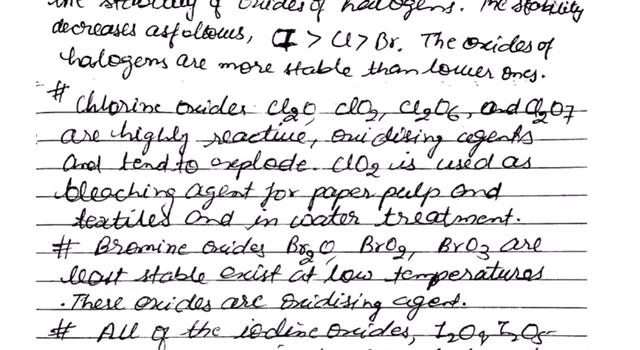 the stability of oxides of halogens. The stability
decreases as follows, I > Cl > Br. The oxides of
halogens are more stable than lower ones.
# Chlorine oxides Cl2O, ClO2, Cl2O6, and Cl2O7
are highly reactive, oxidising agents
and tend to explode. ClO2 is used as
bleaching agent for paper pulp and
textiles and in water treatment.
# Bromine oxides Br2O, BrO2, BrO3 are
least stable exist at low temperatures
. These oxides are oxidising agent.
# All of the iodine oxides, I2O4, I2O5